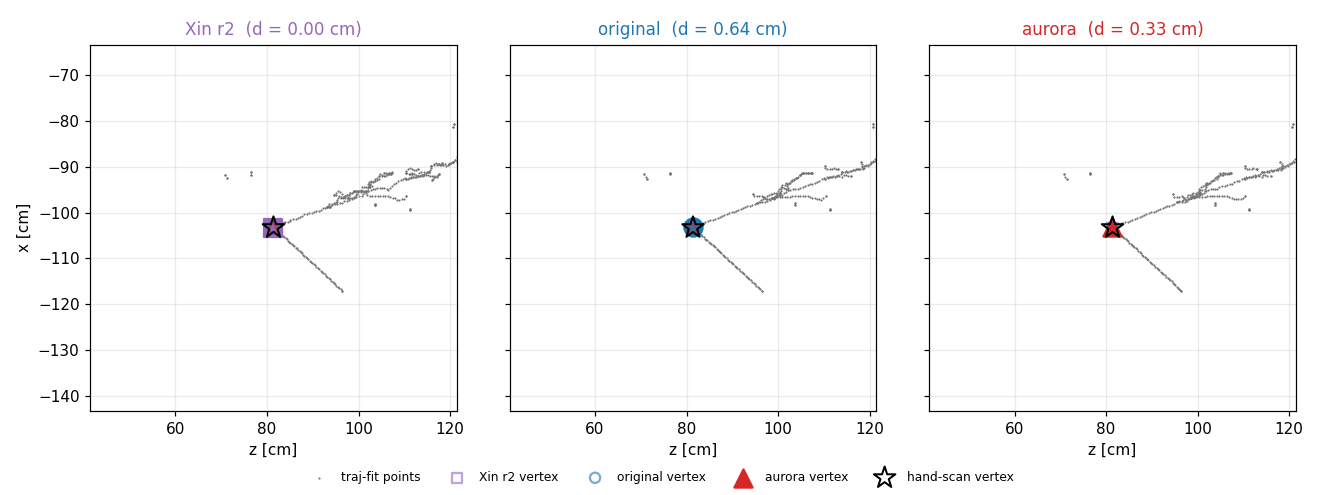 Xin r2  (d = 0.00 cm)
original  (d = 0.64 cm)
aurora  (d = 0.33 cm)
x [cm]
−70
−80
−90
−100
−110
−120
−130
−140
60 80 100 120
60 80 100 120
60 80 100 120
z [cm]
z [cm]
z [cm]
traj-fit points
Xin r2 vertex
original vertex
aurora vertex
hand-scan vertex